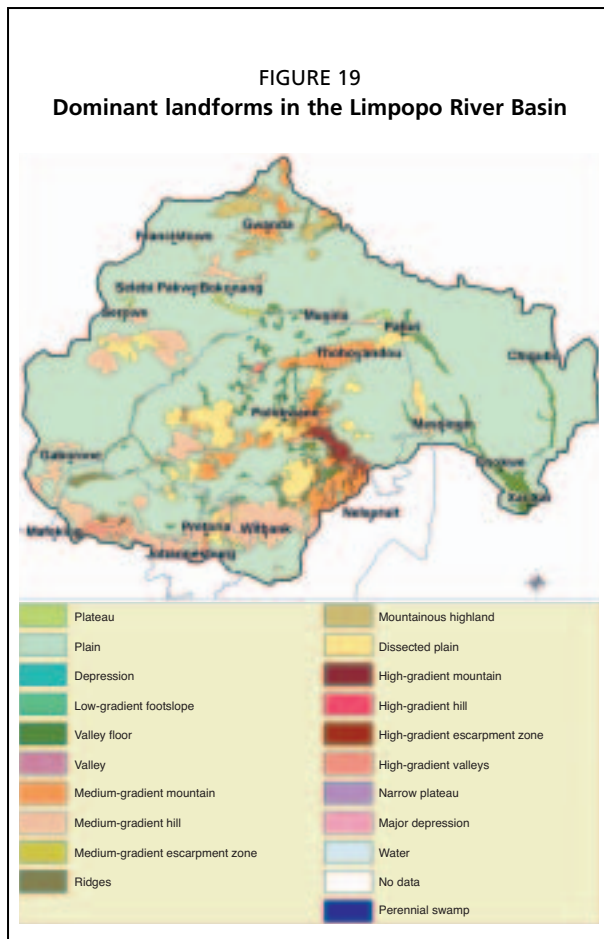 FIGURE 19
Dominant landforms in the Limpopo River Basin
Gwanda
Francistown
Selebi Pakwe
Bokonang
Serowe
Messina
Pafuri
Thohoyandou
Chigubo
Polokwane
Massingir
Gaborone
Chokwe
Xai Xai
Nelspruit
Mafikeng
Pretoria
Witbank
Johannesburg
Plateau
Plain
Depression
Low-gradient footslope
Valley floor
Valley
Medium-gradient mountain
Medium-gradient hill
Medium-gradient escarpment zone
Ridges
Mountainous highland
Dissected plain
High-gradient mountain
High-gradient hill
High-gradient escarpment zone
High-gradient valleys
Narrow plateau
Major depression
Water
No data
Perennial swamp